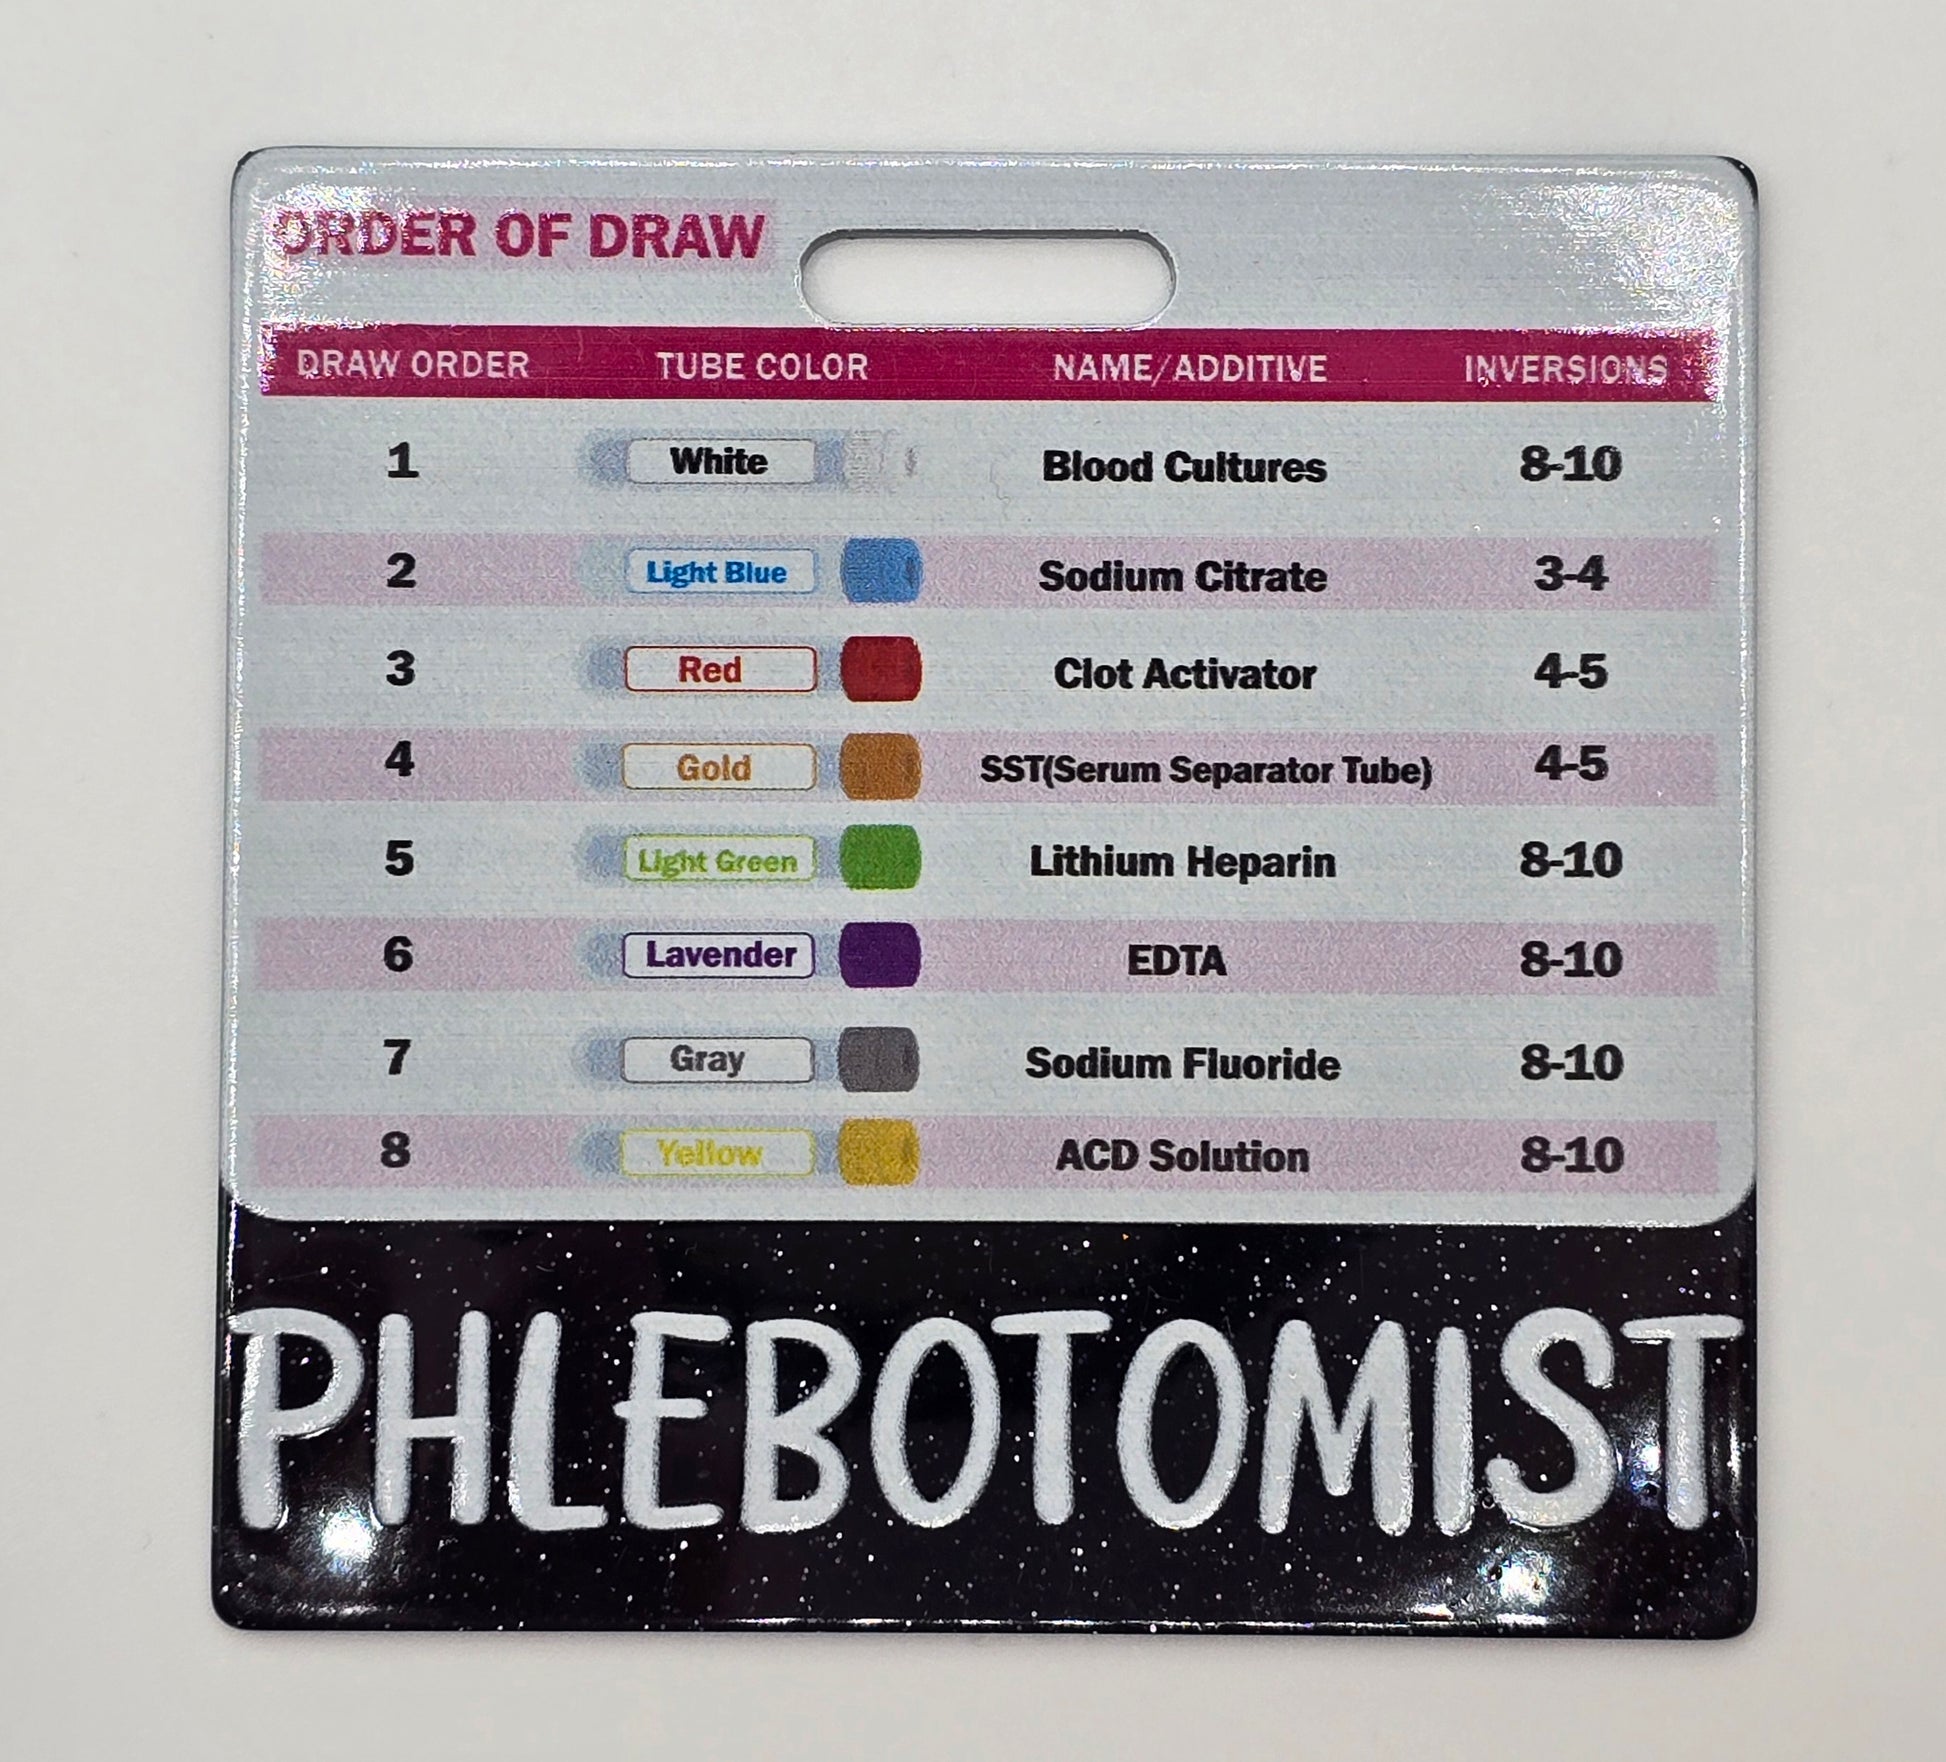 ORDER OF DRAW
DRAW ORDER TUBE COLOR NAME/ADDITIVE INVERSIONS
1 White Blood Cultures 8-10
2 Light Blue Sodium Citrate 3-4
3 Red Clot Activator 4-5
4 Gold SST(Serum Separator Tube) 4-5
5 Light Green Lithium Heparin 8-10
6 Lavender EDTA 8-10
7 Gray Sodium Fluoride 8-10
8 Yellow ACD Solution 8-10
PHLEBOTOMIST